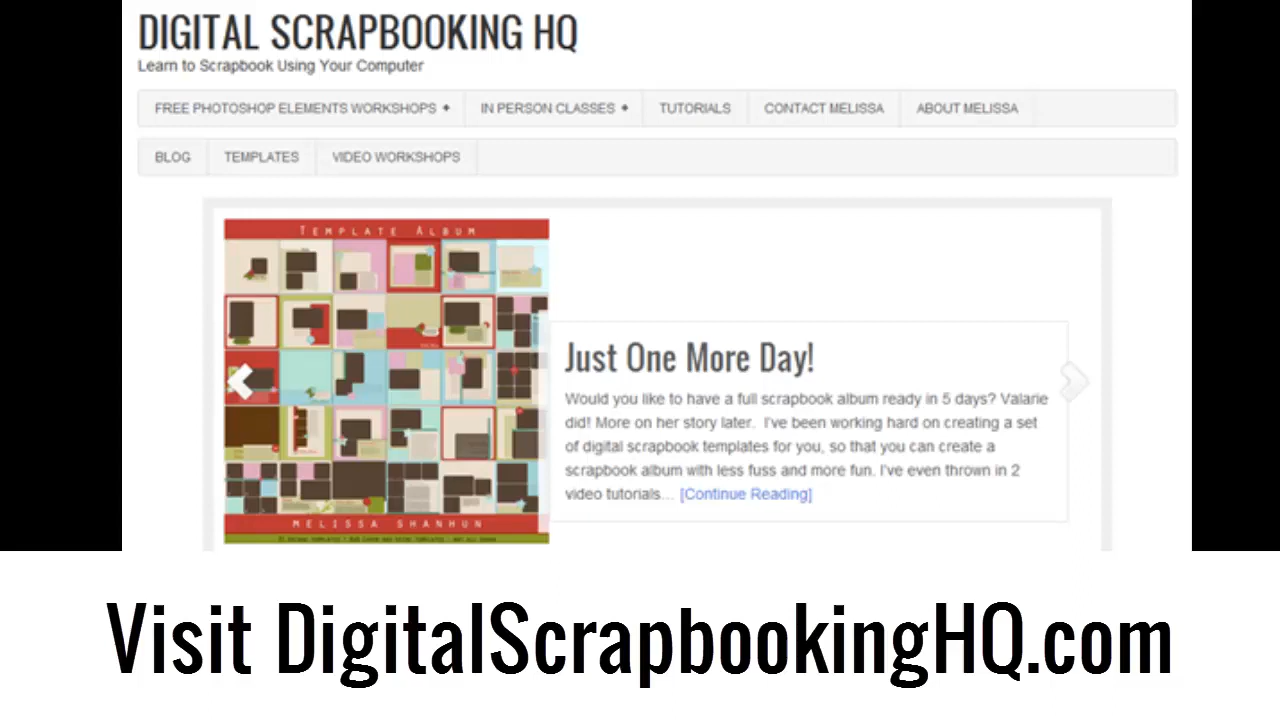 DIGITAL SCRAPBOOKING HQ
Learn to Scrapbook Using Your Computer
FREE PHOTOSHOP ELEMENTS WORKSHOPS IN PERSON CLASSES TUTORIALS CONTACT MELISSA ABOUT MELISSA
BLOG TEMPLATES VIDEO WORKSHOPS
TEMPLATE ALBUM
Just One More Day!
Would you like to have a full scrapbook album ready in 5 days? Valarie
did! More on her story later. I've been working hard on creating a set
of digital scrapbook templates for you, so that you can create a
scrapbook album with less fuss and more fun. I've even thrown in 2
video tutorials... [Continue Reading]
MELISSA SHANHUN
Visit DigitalScrapbookingHQ.com